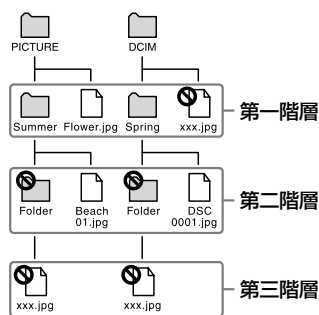 PICTURE DCIM
Summer Flower.jpg Spring xxx.jpg 第一階層
Folder Beach Folder DSC 第二階層
01.jpg 0001.jpg
xxx.jpg xxx.jpg 第三階層